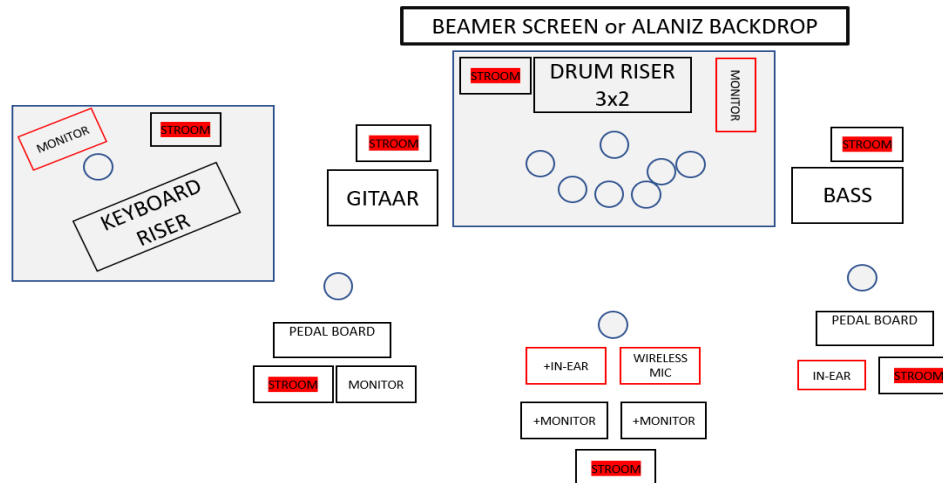 BEAMER SCREEN or ALANIZ BACKDROP
STROOM
DRUM RISER
3x2
MONITOR
MONITOR
STROOM
KEYBOARD
RISER
STROOM
GITAAR
STROOM
BASS
PEDAL BOARD
STROOM
MONITOR
+IN-EAR
WIRELESS
MIC
+MONITOR
+MONITOR
STROOM
PEDAL BOARD
IN-EAR
STROOM